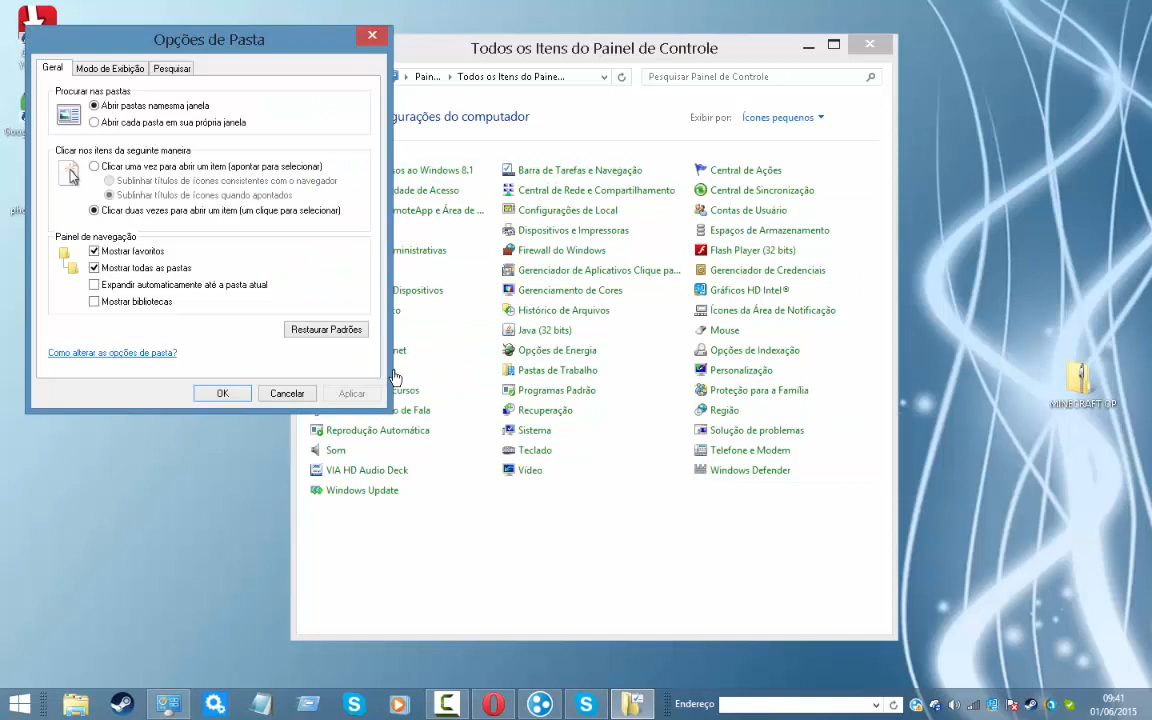 Opções de Pasta
Geral
Modo de Exibição
Pesquisar
Procurar nas pastas
Abrir pastas namesma janela
Abrir cada pasta em sua própria janela
Clicar nos itens da seguinte maneira
Clicar uma vez para abrir um item (apontar para selecionar)
Sublinhar títulos de ícones consistentes com o navegador
Sublinhar títulos de ícones quando apontados
Clicar duas vezes para abrir um item (um clique para selecionar)
Painel de navegação
Mostrar favoritos
Mostrar todas as pastas
Expandir automaticamente até a pasta atual
Mostrar bibliotecas
Restaurar Padrões
Como alterar as opções de pasta?
OK
Cancelar
Aplicar
Todos os Itens do Painel de Controle
Pain...
Todos os Itens do Paine...
Pesquisar Painel de Controle
gurações do computador
Exibir por:
Ícones pequenos
sos ao Windows 8.1
Barra de Tarefas e Navegação
Central de Ações
dade de Acesso
Central de Rede e Compartilhamento
Central de Sincronização
moteApp e Área de ...
Configurações de Local
Contas de Usuário
Dispositivos e Impressoras
Espaços de Armazenamento
ministrativas
Firewall do Windows
Flash Player (32 bits)
Gerenciador de Aplicativos Clique pa...
Gerenciador de Credenciais
Dispositivos
Gerenciamento de Cores
Gráficos HD Intel®
co
Histórico de Arquivos
Ícones da Área de Notificação
Java (32 bits)
Mouse
net
Opções de Energia
Opções de Indexação
Pastas de Trabalho
Personalização
cursos
Programas Padrão
Proteção para a Família
o de Fala
Recuperação
Região
Reprodução Automática
Sistema
Solução de problemas
Som
Teclado
Telefone e Modem
VIA HD Audio Deck
Vídeo
Windows Defender
Windows Update
MINECRAFT OP
Endereço
09:41
01/06/2015